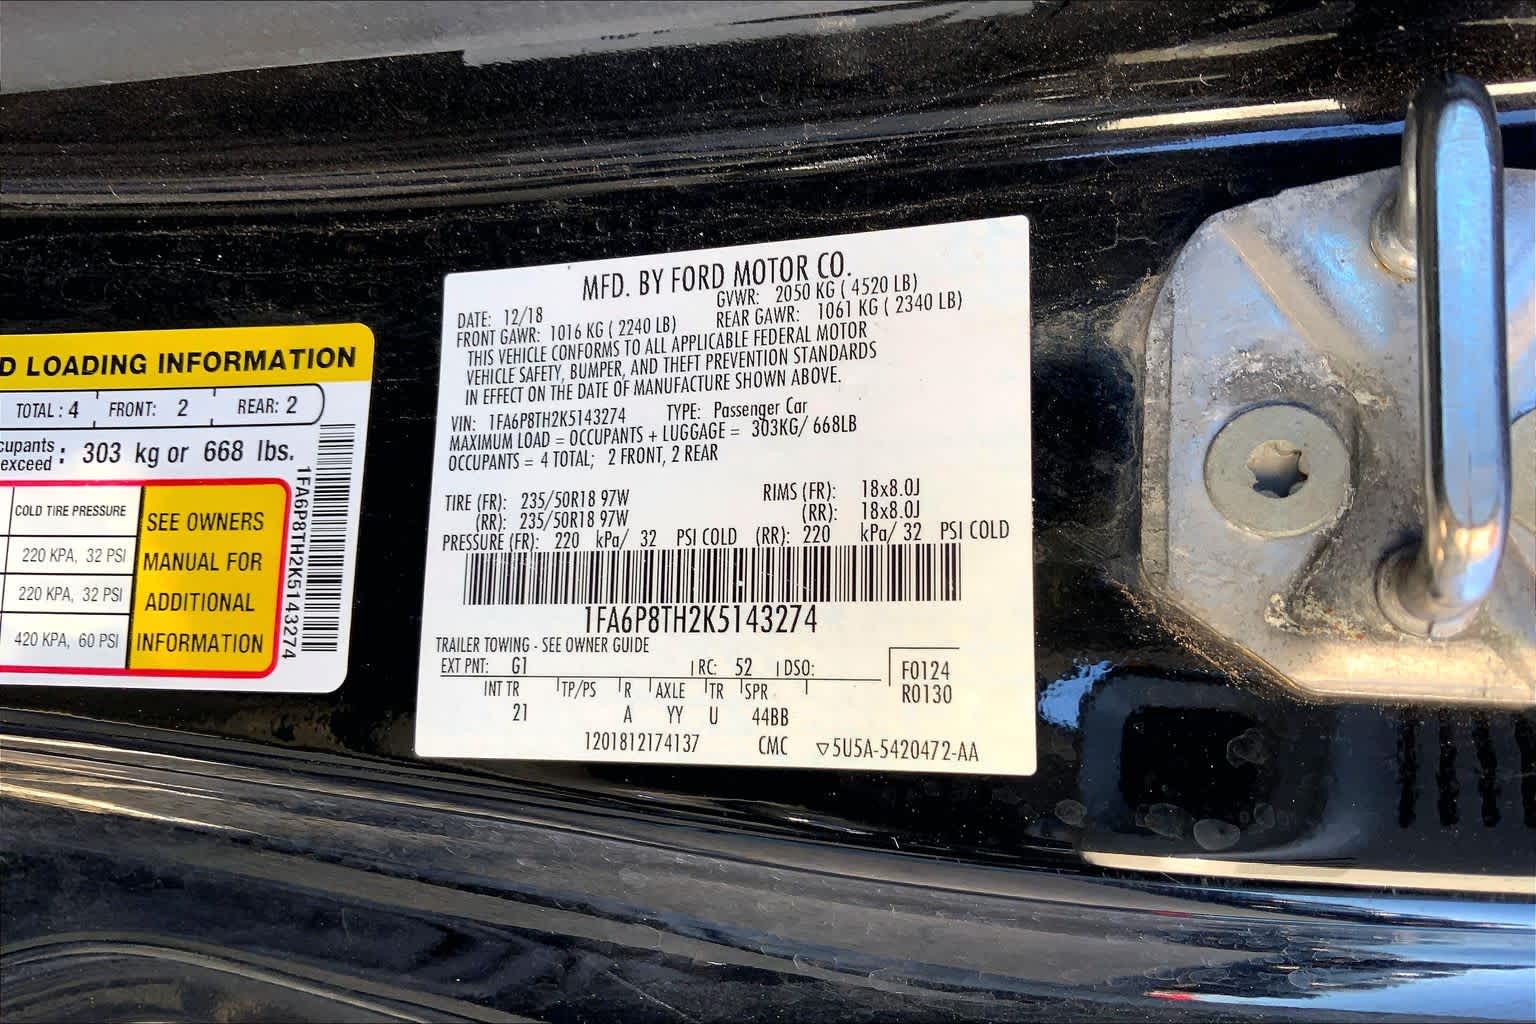 D LOADING INFORMATION
TOTAL : 4 FRONT: 2 REAR: 2
cupants
exceed : 303 kg or 668 lbs.
COLD TIRE PRESSURE
220 KPA, 32 PSI
220 KPA, 32 PSI
420 KPA, 60 PSI
SEE OWNERS
MANUAL FOR
ADDITIONAL
INFORMATION
1FA6P8TH2K5143274
MFD. BY FORD MOTOR CO.
DATE: 12/18 GVWR: 2050 KG ( 4520 LB)
FRONT GAWR: 1016 KG ( 2240 LB) REAR GAWR: 1061 KG ( 2340 LB)
THIS VEHICLE CONFORMS TO ALL APPLICABLE FEDERAL MOTOR
VEHICLE SAFETY, BUMPER, AND THEFT PREVENTION STANDARDS
IN EFFECT ON THE DATE OF MANUFACTURE SHOWN ABOVE.
VIN: 1FA6P8TH2K5143274 TYPE: Passenger Car
MAXIMUM LOAD = OCCUPANTS + LUGGAGE = 303KG/ 668LB
OCCUPANTS = 4 TOTAL; 2 FRONT, 2 REAR
TIRE (FR): 235/50R18 97W RIMS (FR): 18x8.0J
(RR): 235/50R18 97W (RR): 18x8.0J
PRESSURE (FR): 220 kPa/ 32 PSI COLD (RR): 220 kPa/ 32 PSI COLD
1FA6P8TH2K5143274
TRAILER TOWING - SEE OWNER GUIDE
EXT PNT: G1 RC: 52 DSO: F0124
INT TR TP/PS R AXLE TR SPR R0130
21 A YY U 44BB
1201812174137 CMC ▽5U5A-5420472-AA